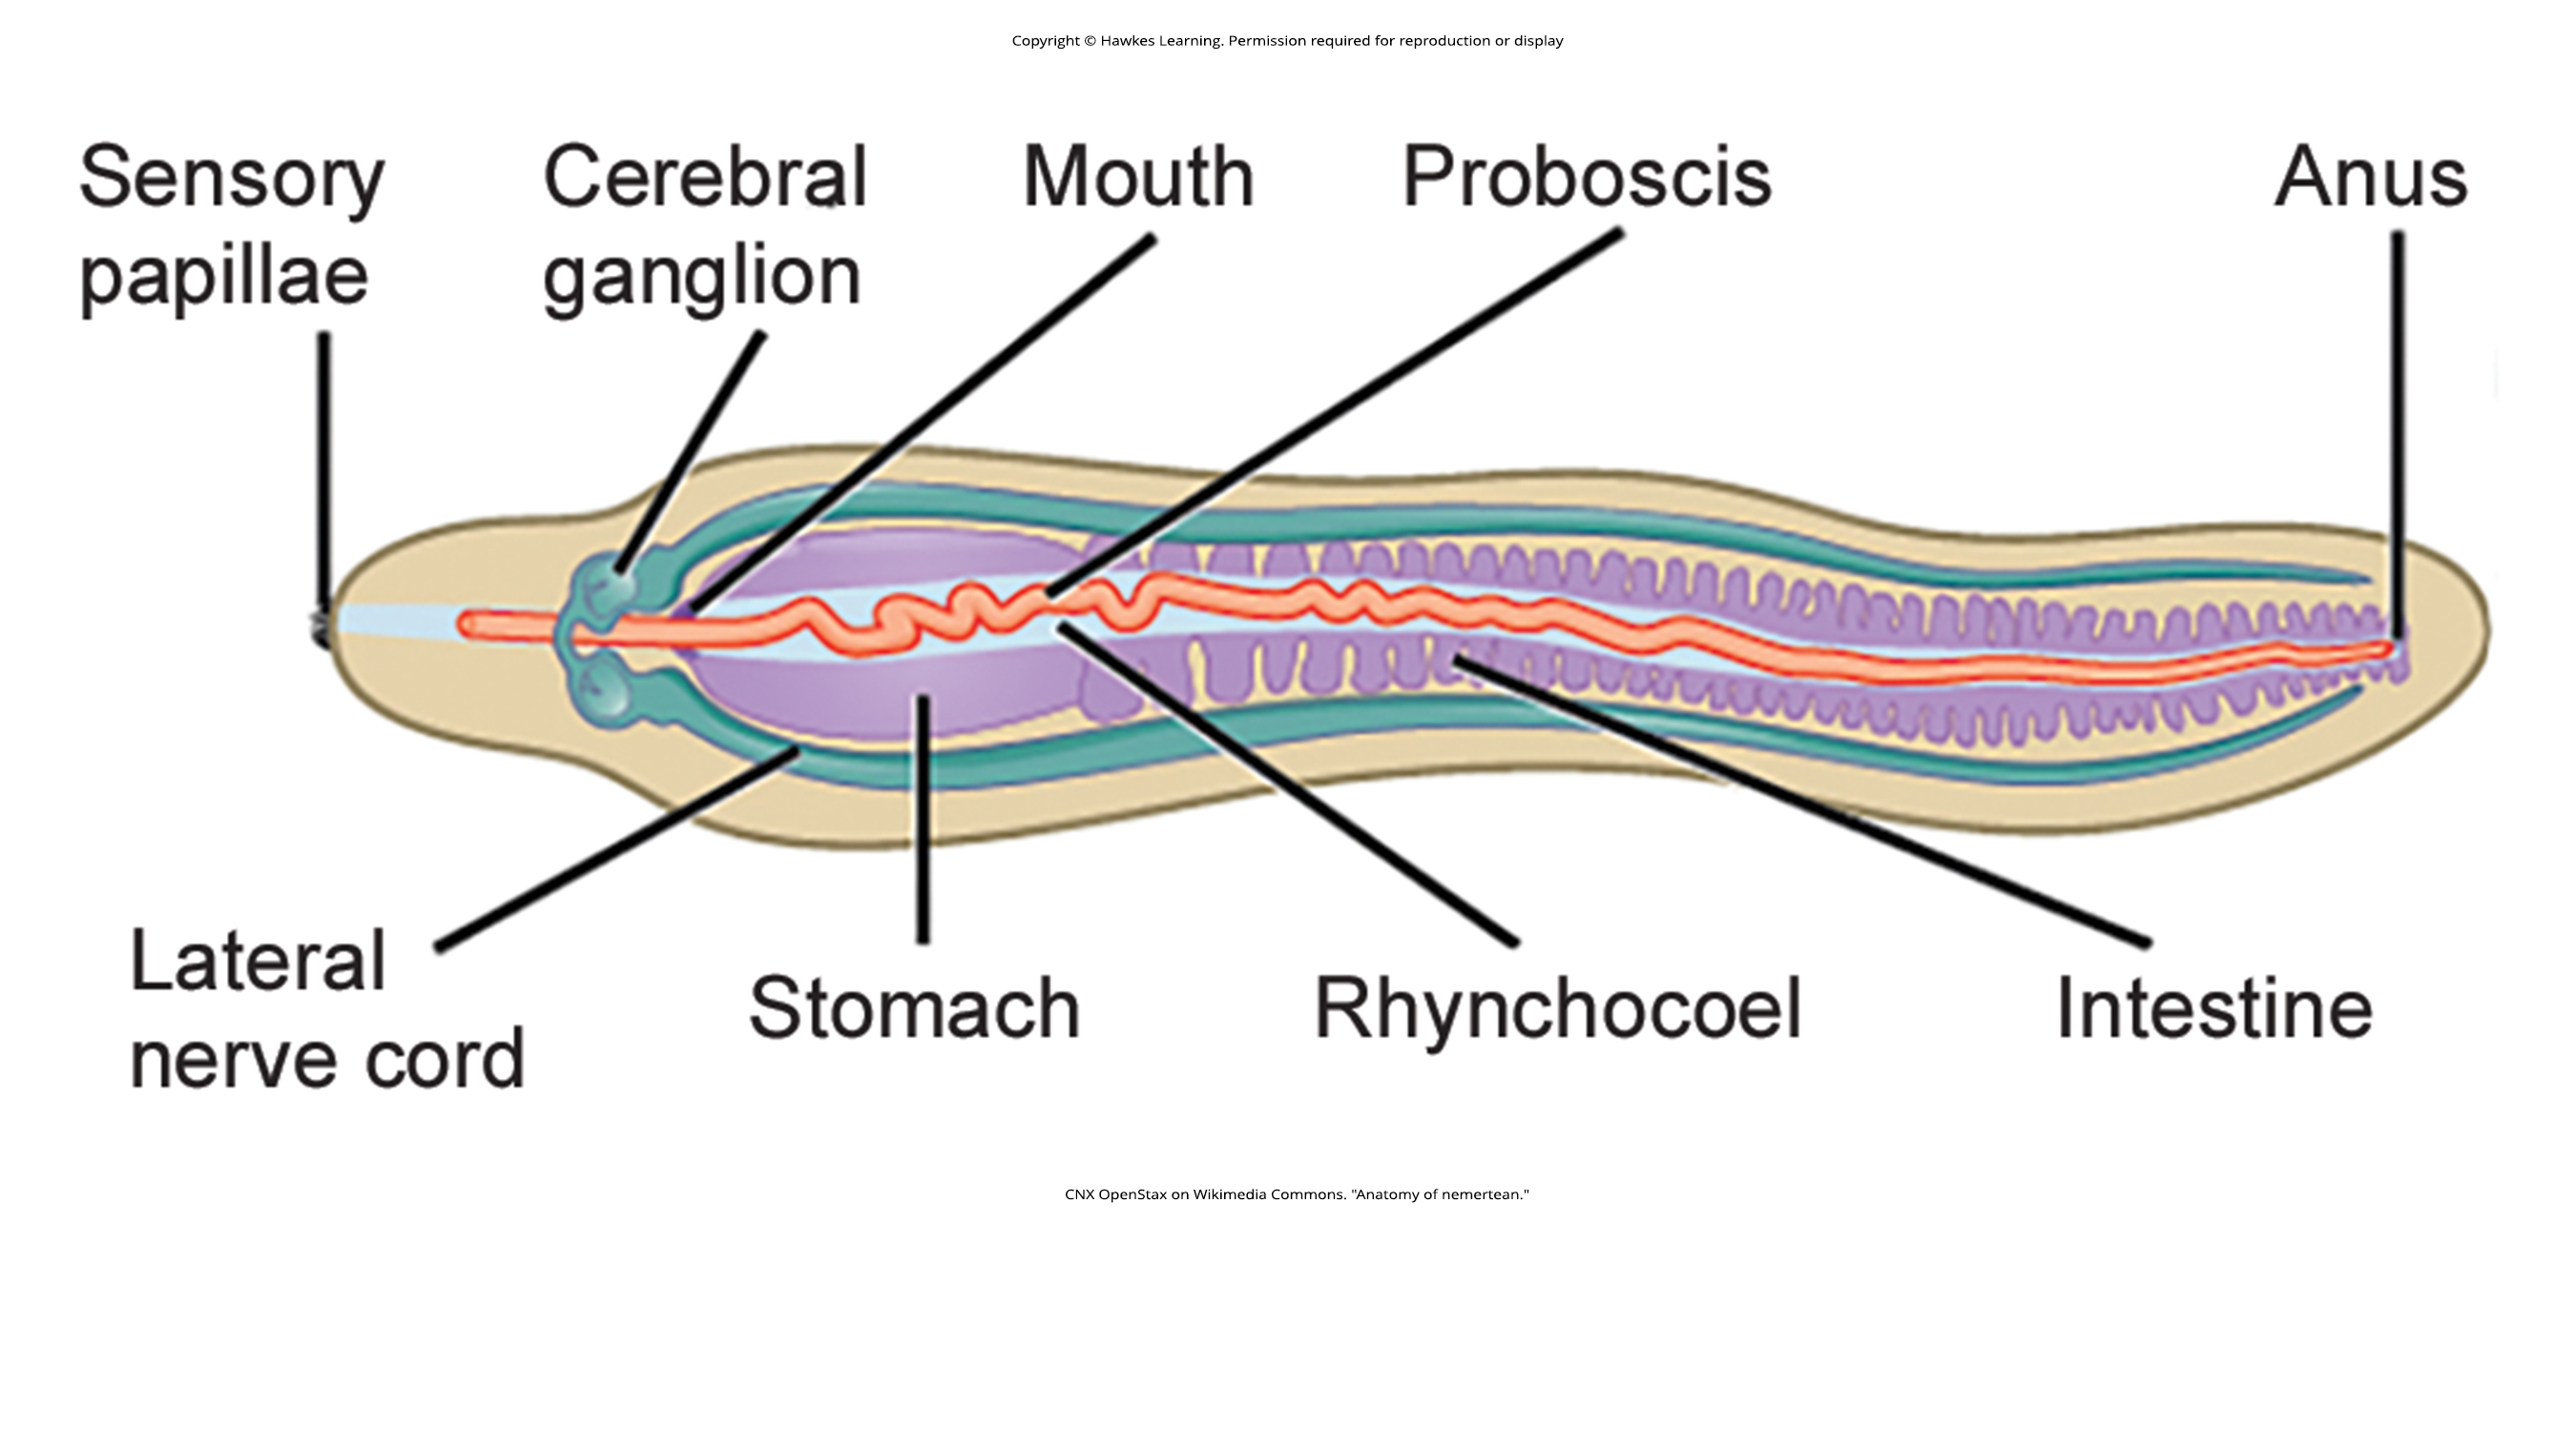 Copyright © Hawkes Learning. Permission required for reproduction or display
Sensory
papillae
Cerebral
ganglion
Mouth
Proboscis
Anus
Lateral
nerve cord
Stomach
Rhynchocoel
Intestine
CNX OpenStax on Wikimedia Commons. "Anatomy of nemertean."